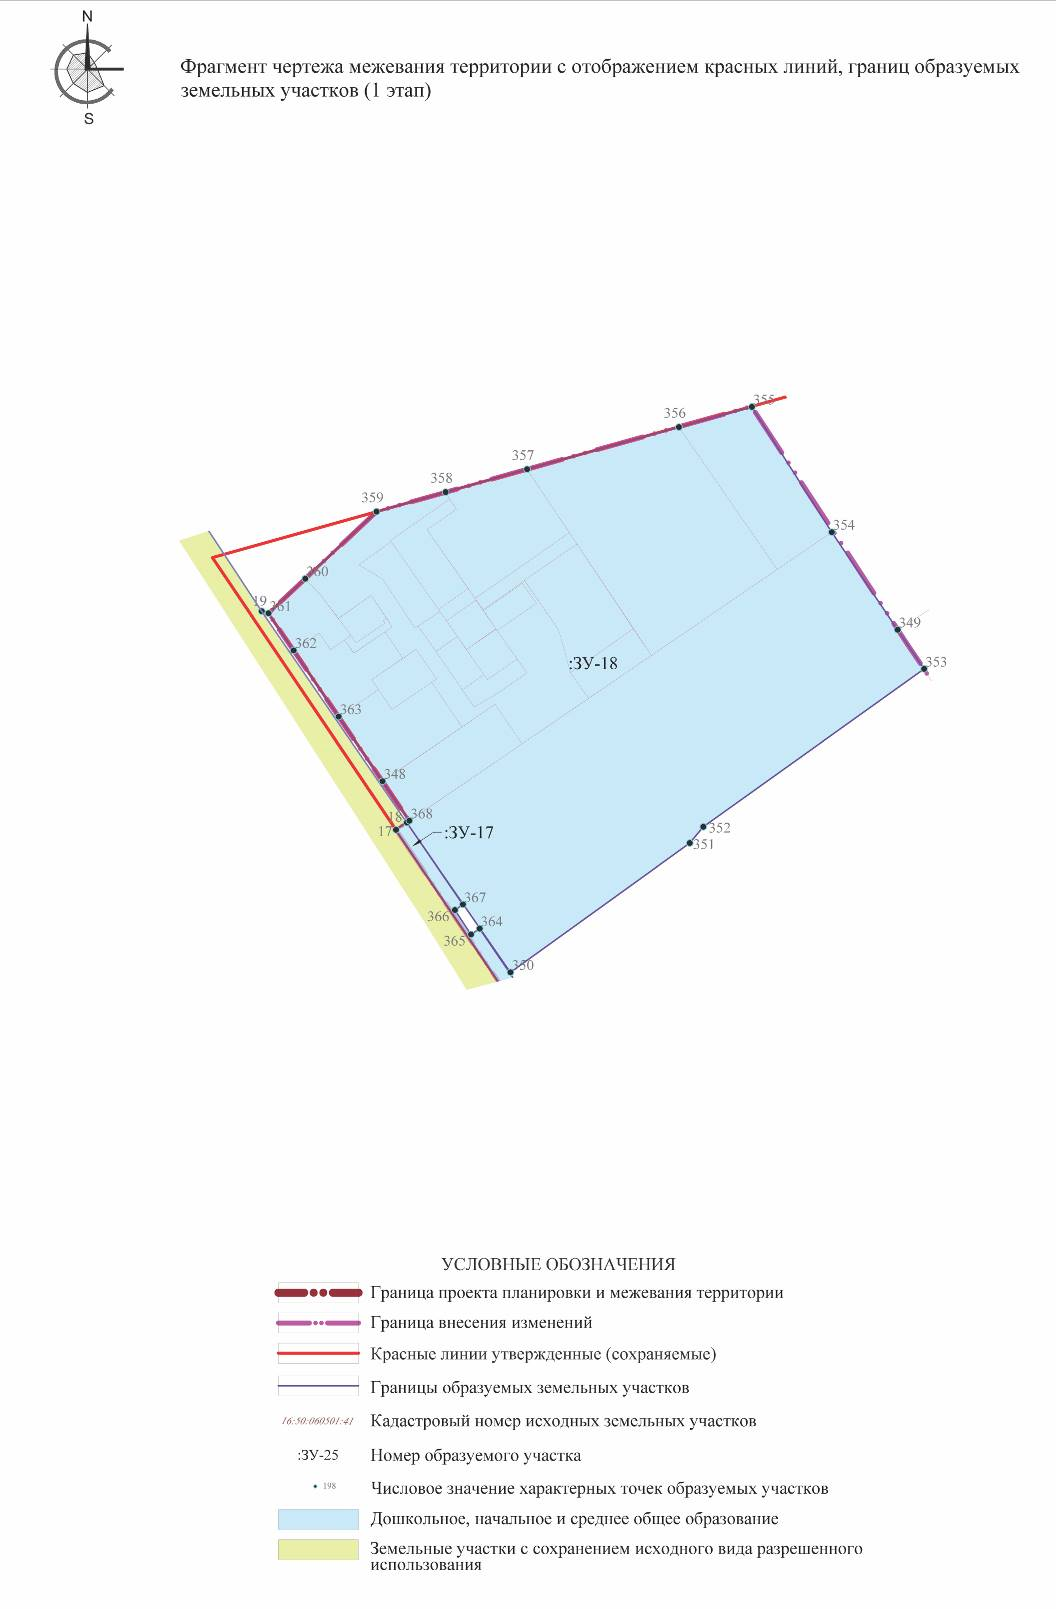 N
S
Фрагмент чертежа межевания территории с отображением красных линий, границ образуемых
земельных участков (1 этап)
355
356
357
358
359
354
360
19
361
349
362
:ЗУ-18
353
363
348
18
368
17
:ЗУ-17
352
351
367
366
364
365
350
УСЛОВНЫЕ ОБОЗНАЧЕНИЯ
Граница проекта планировки и межевания территории
Граница внесения изменений
Красные линии утвержденные (сохраняемые)
Границы образуемых земельных участков
16:50:060501:41 Кадастровый номер исходных земельных участков
:ЗУ-25 Номер образуемого участка
198 Числовое значение характерных точек образуемых участков
Дошкольное, начальное и среднее общее образование
Земельные участки с сохранением исходного вида разрешенного
использования